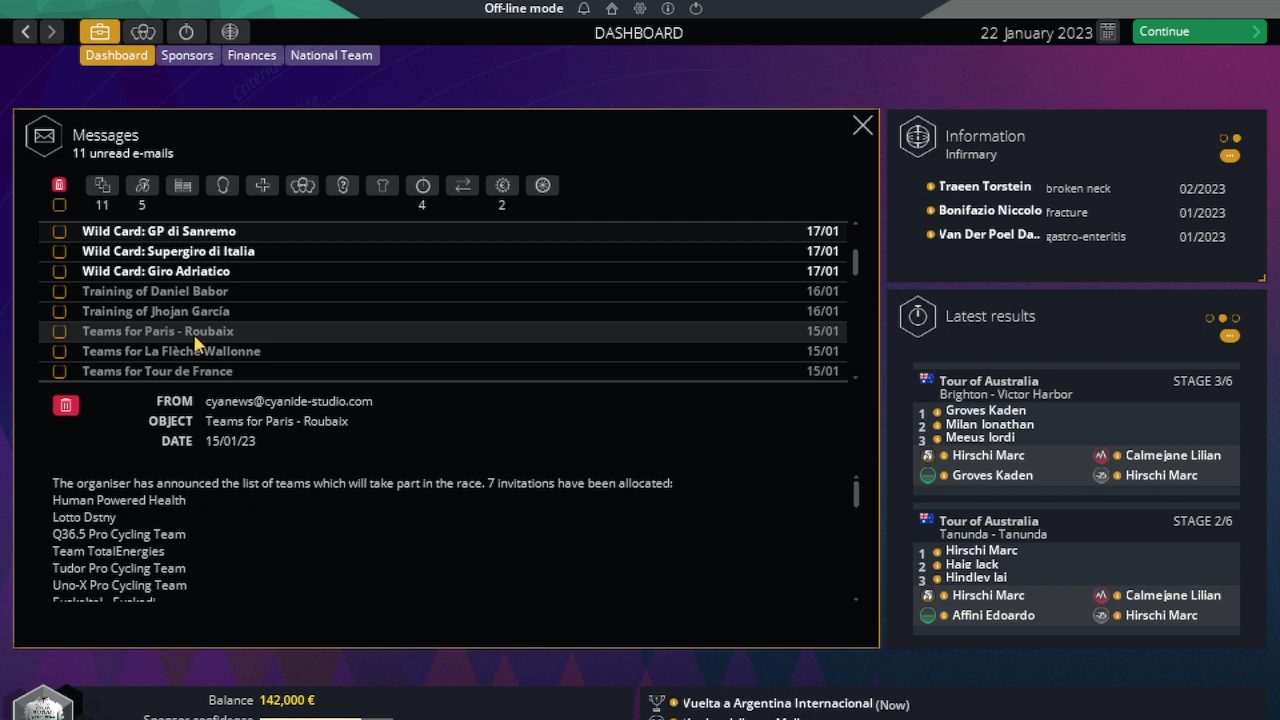 Off-line mode
DASHBOARD
22 January 2023
Continue
Dashboard
Sponsors
Finances
National Team
Messages
11 unread e-mails
11
5
4
2
Wild Card: GP di Sanremo 17/01
Wild Card: Supergiro di Italia 17/01
Wild Card: Giro Adriatico 17/01
Training of Daniel Babor 16/01
Training of Jhojan García 16/01
Teams for Paris - Roubaix 15/01
Teams for La Flèche Wallonne 15/01
Teams for Tour de France 15/01
FROM cyanews@cyanide-studio.com
OBJECT Teams for Paris - Roubaix
DATE 15/01/23
The organiser has announced the list of teams which will take part in the race. 7 invitations have been allocated:
Human Powered Health
Lotto Dstny
Q36.5 Pro Cycling Team
Team TotalEnergies
Tudor Pro Cycling Team
Uno-X Pro Cycling Team
Euskaltel - Euskadi
Information
Infirmary
Traeen Torstein broken neck 02/2023
Bonifazio Niccolo fracture 01/2023
Van Der Poel Da.. gastro-enteritis 01/2023
Latest results
Tour of Australia STAGE 3/6
Brighton - Victor Harbor
1 Groves Kaden
2 Milan Jonathan
3 Meeus Jordi
Hirschi Marc Calmejane Lilian
Groves Kaden Hirschi Marc
Tour of Australia STAGE 2/6
Tanunda - Tanunda
1 Hirschi Marc
2 Haig Jack
3 Hindley Jai
Hirschi Marc Calmejane Lilian
Affini Edoardo Hirschi Marc
Balance 142,000 €
Sponsor confidence
Vuelta a Argentina Internacional (Now)